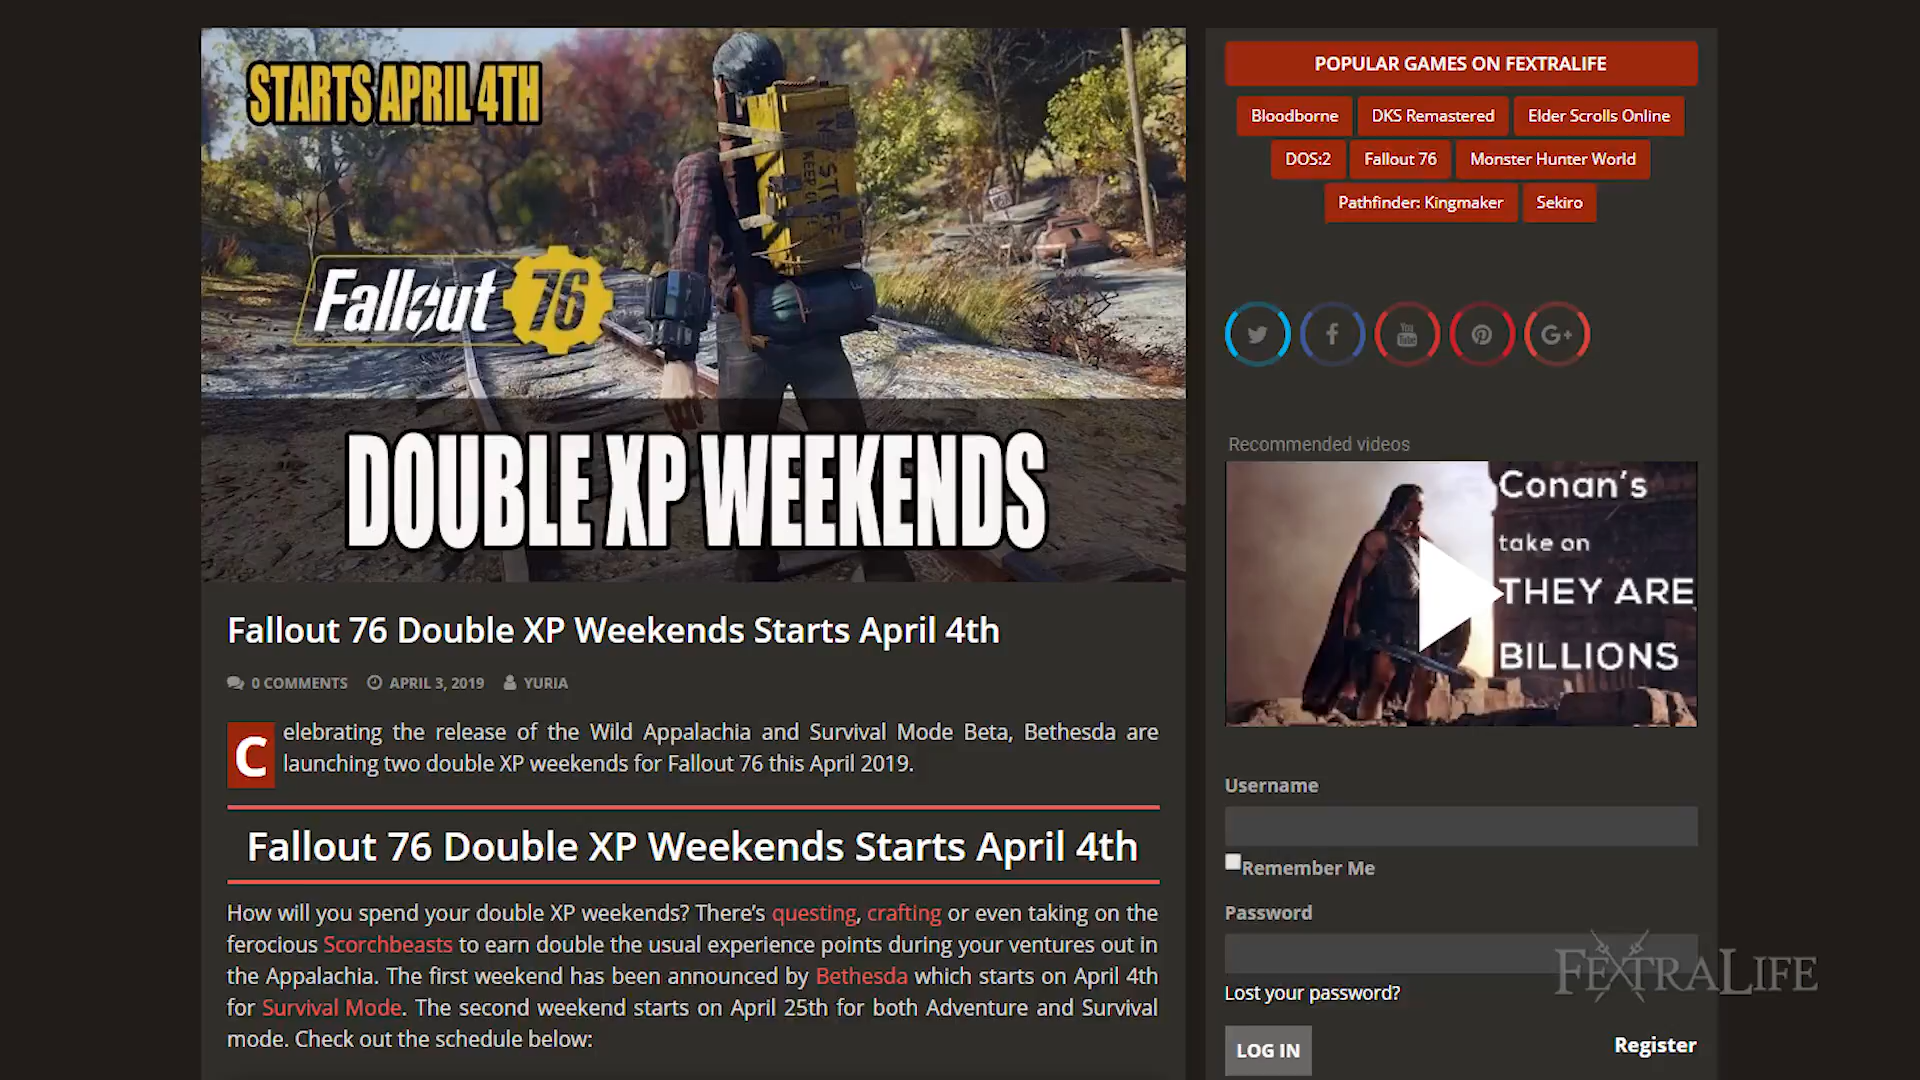 STARTS APRIL 4TH
STUFF
KEEP OUT
Fallout 76
DOUBLE XP WEEKENDS
Fallout 76 Double XP Weekends Starts April 4th
0 COMMENTS APRIL 3, 2019 YURIA
Celebrating the release of the Wild Appalachia and Survival Mode Beta, Bethesda are
launching two double XP weekends for Fallout 76 this April 2019.
Fallout 76 Double XP Weekends Starts April 4th
How will you spend your double XP weekends? There's questing, crafting or even taking on the
ferocious Scorchbeasts to earn double the usual experience points during your ventures out in
the Appalachia. The first weekend has been announced by Bethesda which starts on April 4th
for Survival Mode. The second weekend starts on April 25th for both Adventure and Survival
mode. Check out the schedule below:
POPULAR GAMES ON FEXTRALIFE
Bloodborne DKS Remastered Elder Scrolls Online
DOS:2 Fallout 76 Monster Hunter World
Pathfinder: Kingmaker Sekiro
You
Tube
G+
Recommended videos
Conan's
take on
THEY ARE
BILLIONS
Username
Remember Me
Password
FEXTRALIFE
Lost your password?
LOG IN
Register